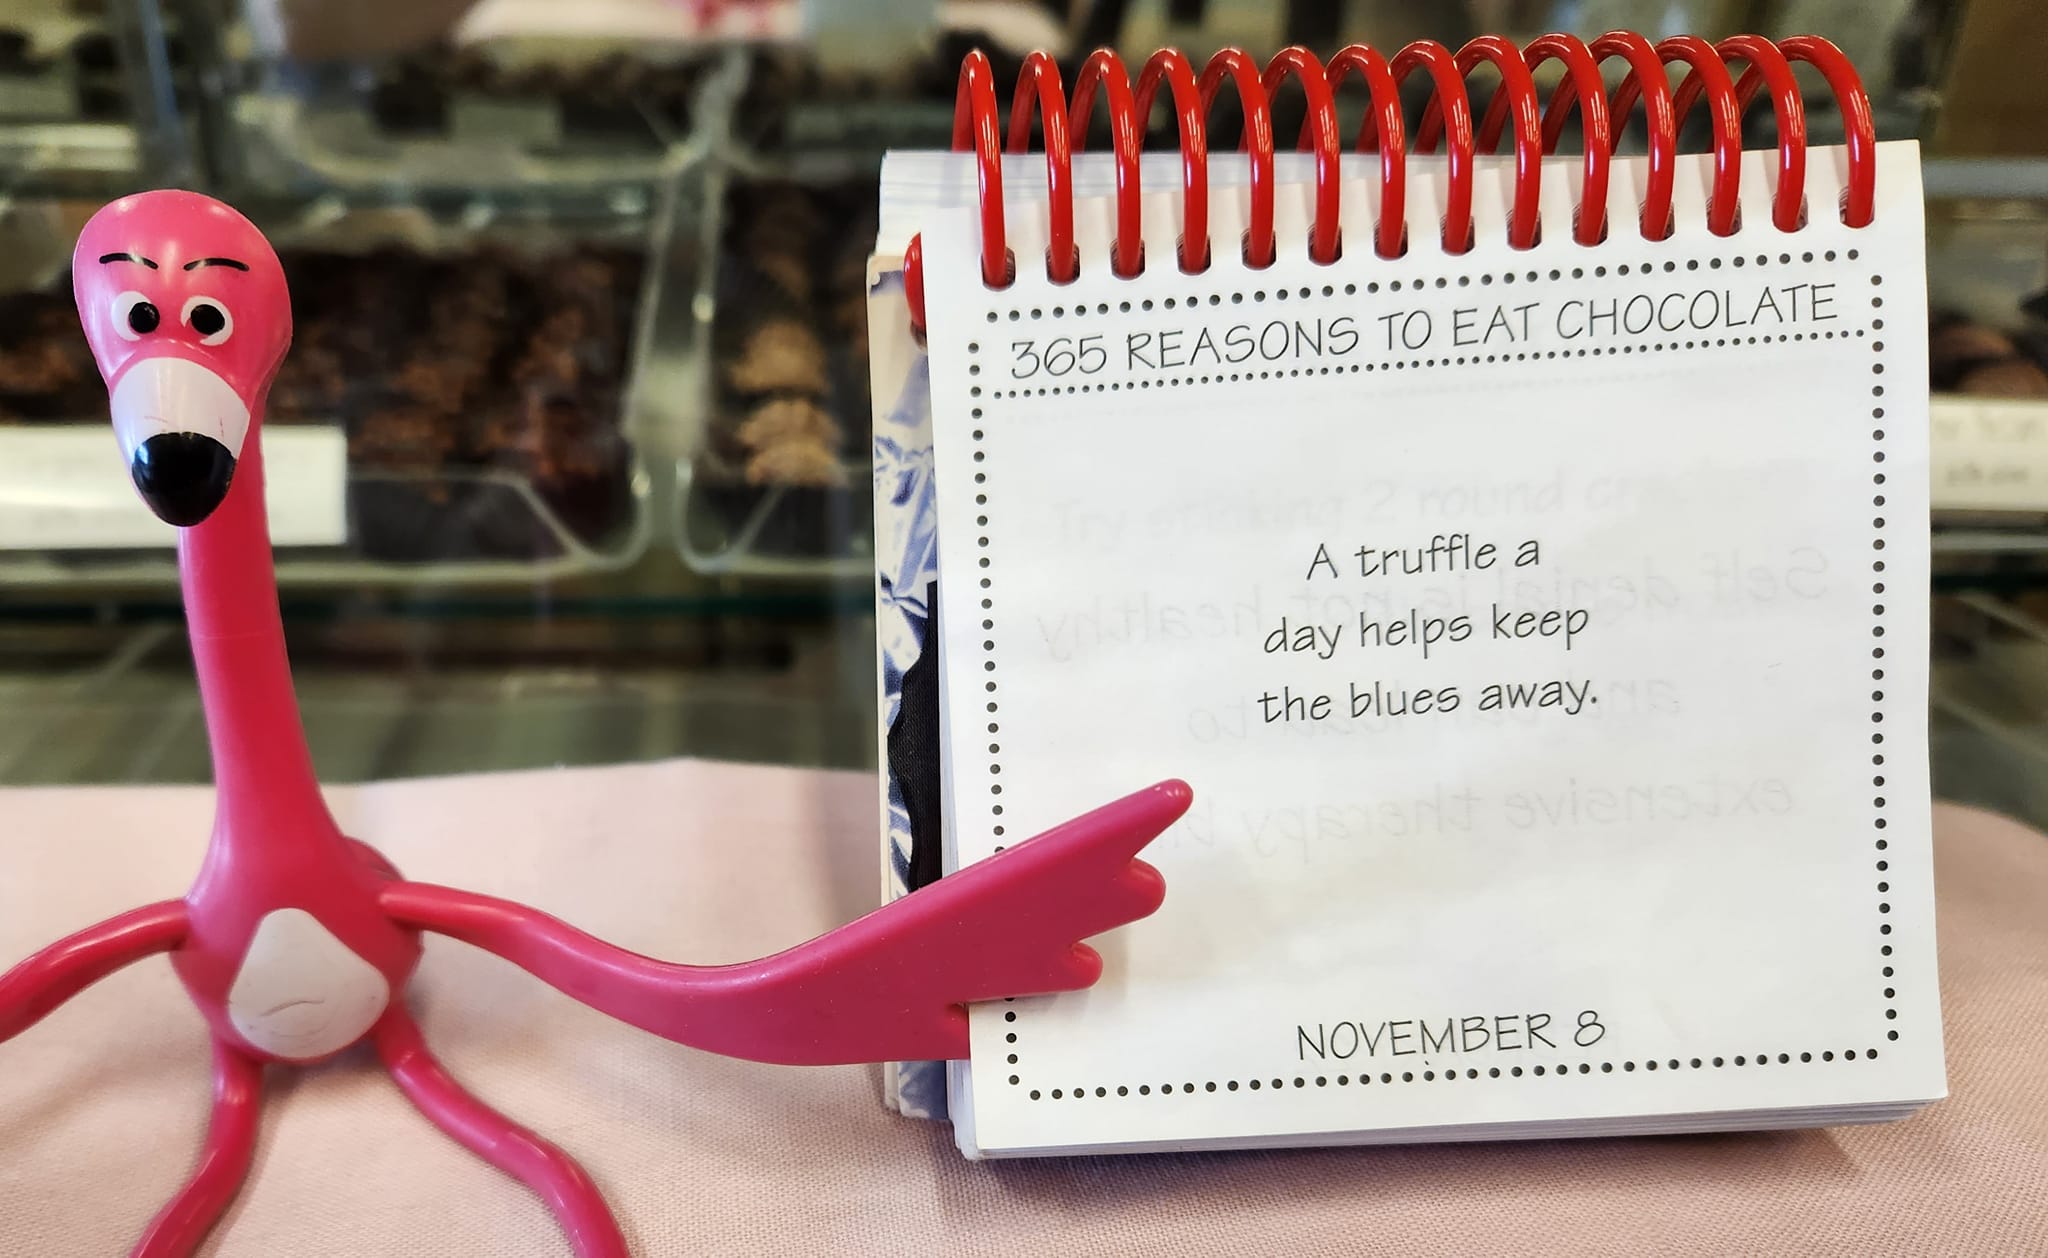 365 REASONS TO EAT CHOCOLATE
A truffle a
day helps keep
the blues away.
NOVEMBER 8